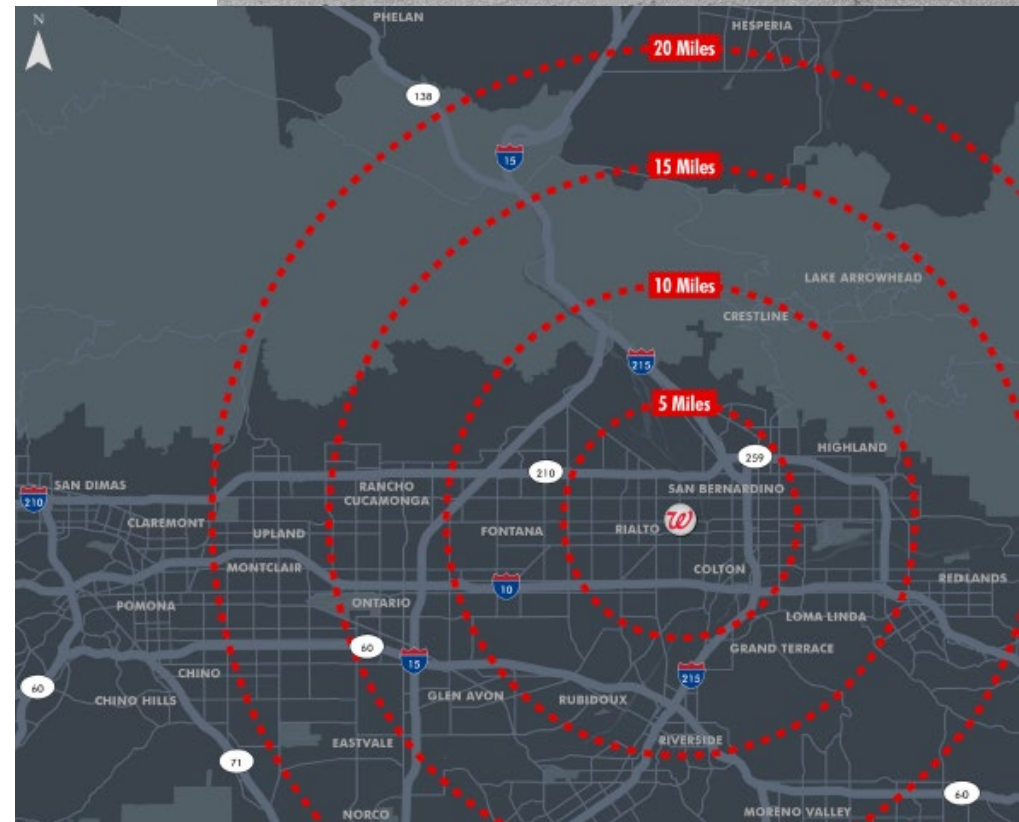 N
PHELAN
HESPERIA
20 Miles
138
15
15 Miles
LAKE ARROWHEAD
10 Miles
CRESTLINE
215
5 Miles
HIGHLAND
259
210
SAN DIMAS
210
RANCHO
CUCAMONGA
SAN BERNARDINO
CLAREMONT
UPLAND
FONTANA
RIALTO
W
MONTCLAIR
COLTON
10
REDLANDS
POMONA
ONTARIO
LOMA LINDA
60
GRAND TERRACE
15
CHINO
215
60
CHINO HILLS
GLEN AVON
RUBIDOUX
EASTVALE
RIVERSIDE
71
60
NORCO
MORENO VALLEY